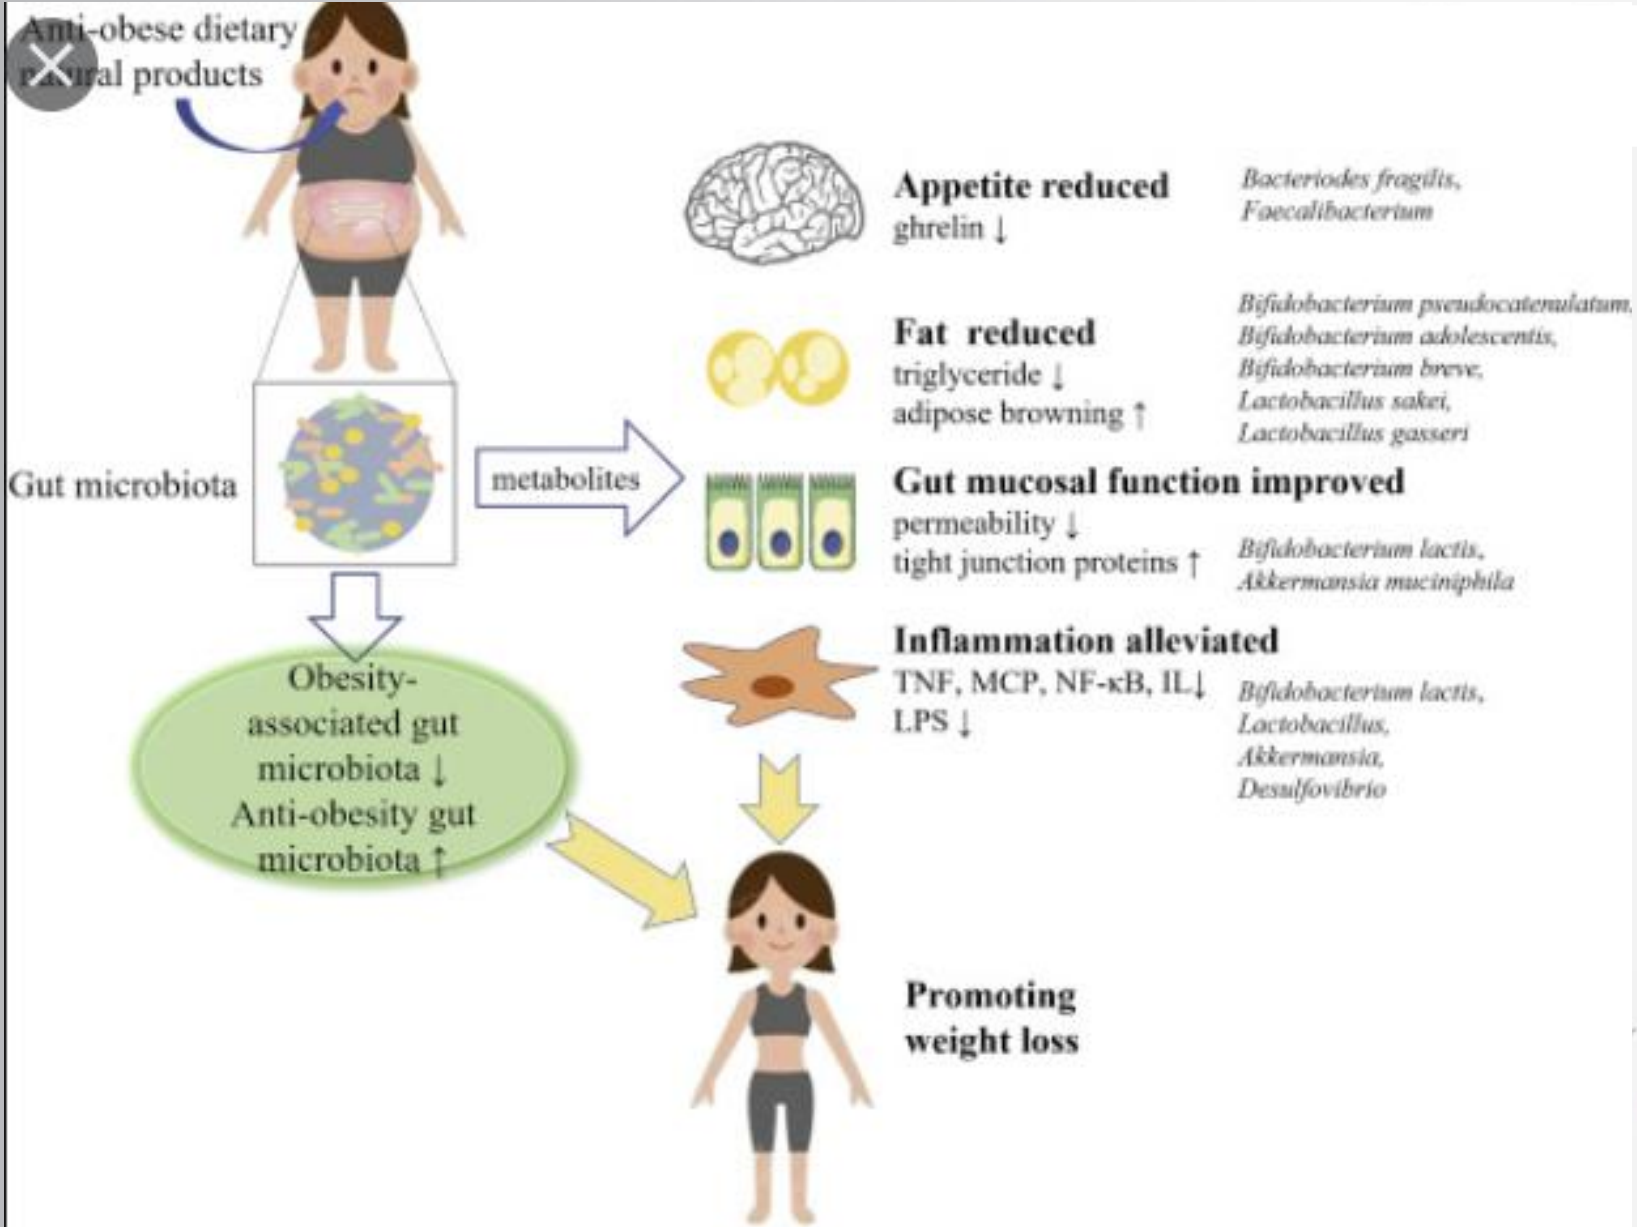 Anti-obese dietary
natural products
Appetite reduced
ghrelin ↓
Bacteriodes fragilis,
Faecalibacterium
Fat reduced
triglyceride ↓
adipose browning ↑
Bifidobacterium pseudocatenulatum,
Bifidobacterium adolescentis,
Bifidobacterium breve,
Lactobacillus sakei,
Lactobacillus gasseri
Gut microbiota
metabolites
Gut mucosal function improved
permeability ↓
tight junction proteins ↑
Bifidobacterium lactis,
Akkermansia muciniphila
Inflammation alleviated
TNF, MCP, NF-κB, IL↓
LPS ↓
Bifidobacterium lactis,
Lactobacillus,
Akkermansia,
Desulfovibrio
Obesity-
associated gut
microbiota ↓
Anti-obesity gut
microbiota ↑
Promoting
weight loss